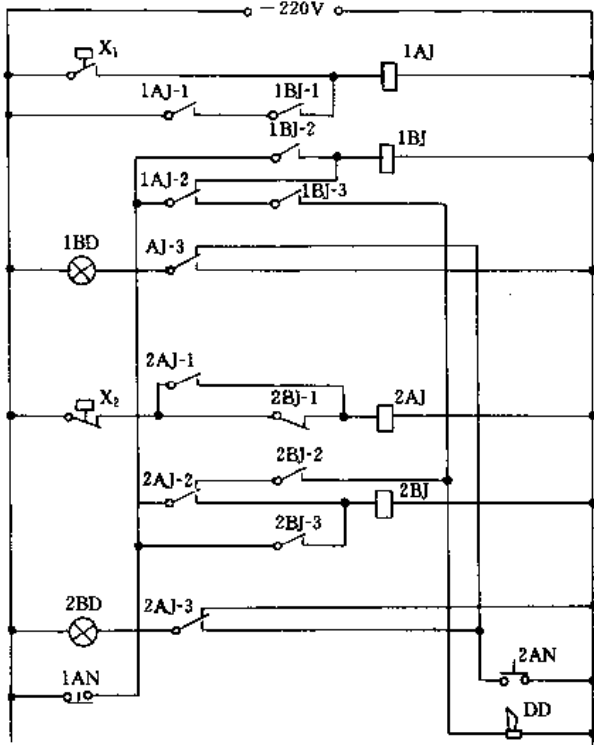 −220V
X₁
1AJ
1AJ-1 1BJ-1
1BJ-2
1BJ
1AJ-2
1BJ-3
1BD AJ-3
2AJ-1
X₂ 2BJ-1 2AJ
2BJ-2
2AJ-2 2BJ
2BJ-3
2BD 2AJ-3
1AN 2AN
DD